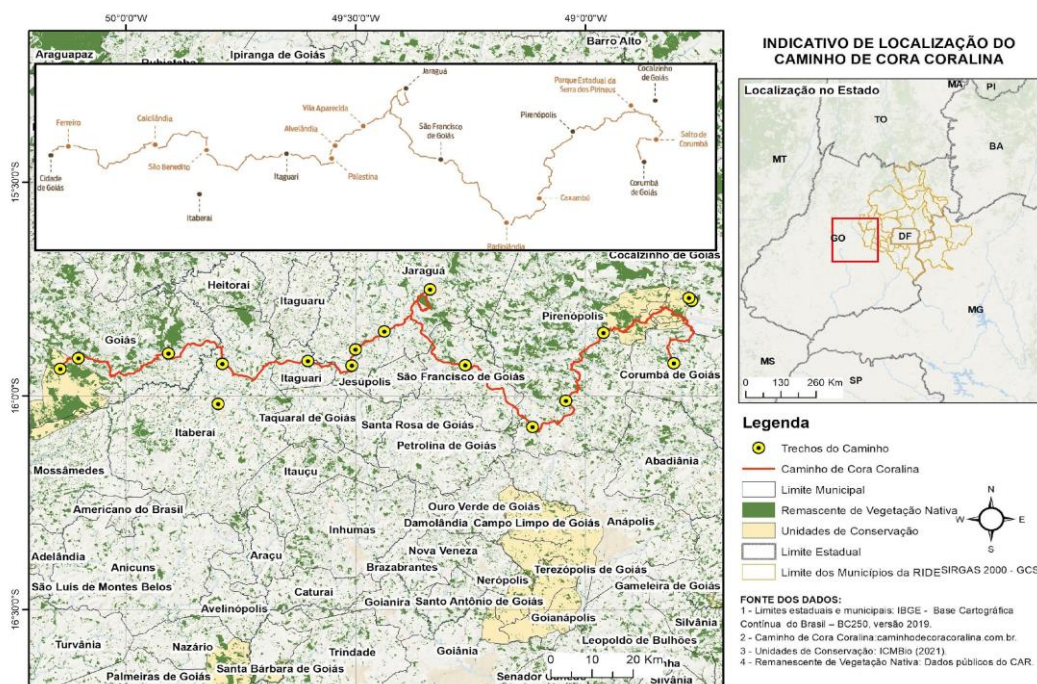 50°0'0"W
49°30'0"W
49°0'0"W
Araguapaz
Rubiataba
Ipiranga de Goiás
Barro Alto
Jaraguá
Cocalzinho
de Goiás
Parque Estadual da
Serra dos Pirineus
Vila Aparecida
Pirenópolis
Ferreiro
Calcilândia
Alvelândia
São Francisco
de Goiás
Salto de
Corumbá
São Benedito
Cidade
de Goiás
Itaguari
Palestina
Corumbá
de Goiás
Itaberaí
Caxambú
Radiolândia
15°30'0"S
Cocalzinho de Goiás
Jaraguá
Heitoraí
Itaguaru
Pirenópolis
Goiás
Itaguari
Jesúpolis
São Francisco de Goiás
Corumbá de Goiás
16°0'0"S
Taquaral de Goiás
Santa Rosa de Goiás
Itaberaí
Petrolina de Goiás
Abadiânia
Mossâmedes
Itauçu
Americano do Brasil
Ouro Verde de Goiás
Damolândia
Campo Limpo de Goiás
Anápolis
Inhumas
Adelândia
Araçu
Nova Veneza
Anicuns
Brazabrantes
Terezópolis de Goiás
São Luis de Montes Belos
Caturai
Nerópolis
Gameleira de Goiás
Goianira
Santo Antônio de Goiás
Avelinópolis
Goianápolis
Silvânia
16°30'0"S
Turvânia
Nazário
Trindade
Goiânia
Leopoldo de Bulhões
Santa Bárbara de Goiás
Palmeiras de Goiás
0 10 20 Km
Senador Canedo
Silvânia
INDICATIVO DE LOCALIZAÇÃO DO
CAMINHO DE CORA CORALINA
Localização no Estado
MA
PI
TO
BA
MT
GO
DF
MG
MS
SP
0 130 260 Km
Legenda
Trechos do Caminho
Caminho de Cora Coralina
Limite Municipal
Remascente de Vegetação Nativa
Unidades de Conservação
Limite Estadual
Limite dos Municípios da RIDE
N
W E
S
SIRGAS 2000 - GCS
FONTE DOS DADOS:
1 - Limites estaduais e municipais: IBGE - Base Cartográfica
Contínua do Brasil – BC250, versão 2019.
2 - Caminho de Cora Coralina:caminhodecoracoralina.com.br.
3 - Unidades de Conservação: ICMBio (2021).
4 - Remanescente de Vegetação Nativa: Dados públicos do CAR.